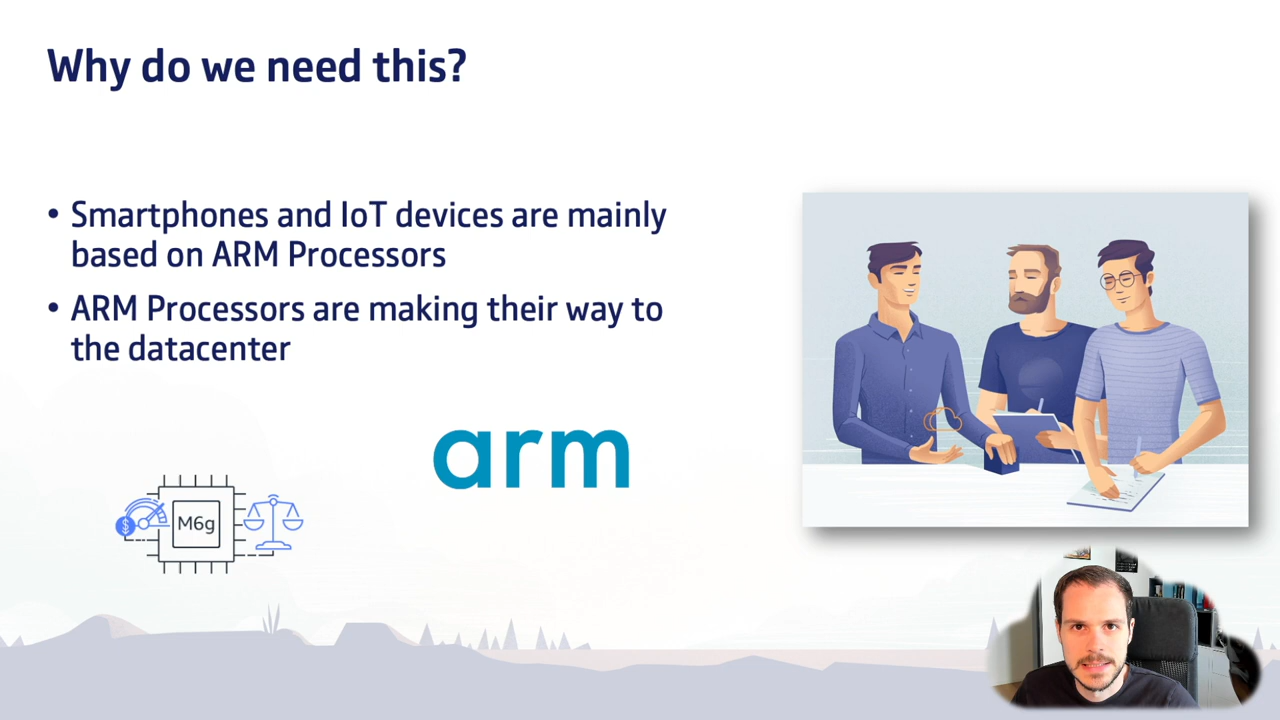 Why do we need this?
• Smartphones and IoT devices are mainly
based on ARM Processors
• ARM Processors are making their way to
the datacenter
arm
$
M6g